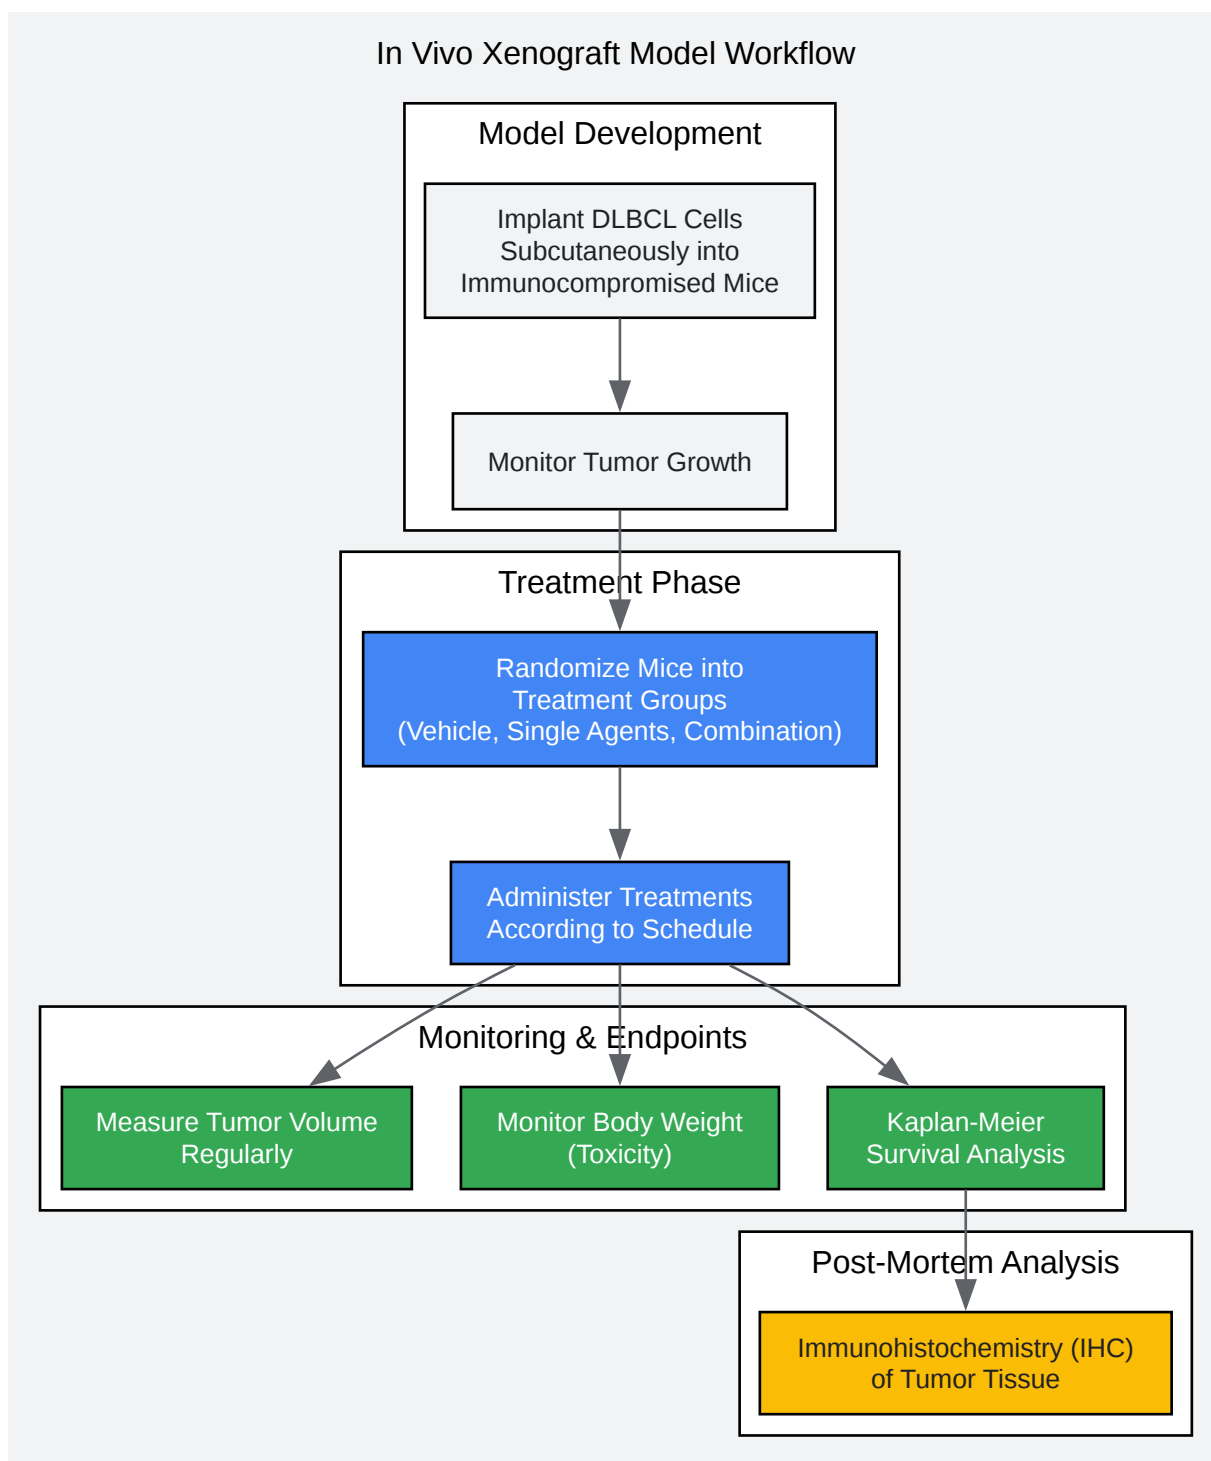 In Vivo Xenograft Model Workflow
Model Development
Implant DLBCL Cells
Subcutaneously into
Immunocompromised Mice
Monitor Tumor Growth
Treatment Phase
Randomize Mice into
Treatment Groups
(Vehicle, Single Agents, Combination)
Administer Treatments
According to Schedule
Monitoring & Endpoints
Measure Tumor Volume
Regularly
Monitor Body Weight
(Toxicity)
Kaplan-Meier
Survival Analysis
Post-Mortem Analysis
Immunohistochemistry (IHC)
of Tumor Tissue